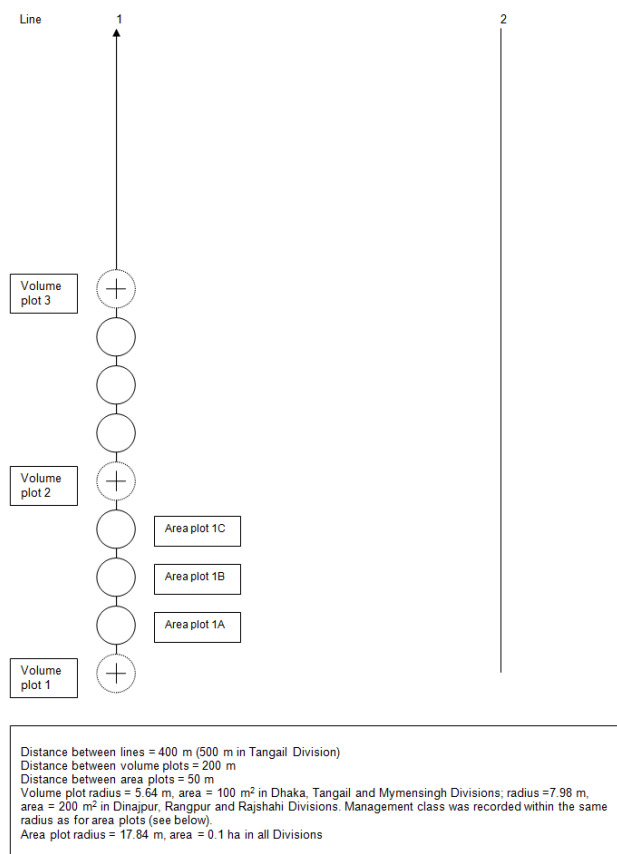 Line 1 2
Volume
plot 3
Volume
plot 2
Area plot 1C
Area plot 1B
Area plot 1A
Volume
plot 1
Distance between lines = 400 m (500 m in Tangail Division)
Distance between volume plots = 200 m
Distance between area plots = 50 m
Volume plot radius = 5.64 m, area = 100 m² in Dhaka, Tangail and Mymensingh Divisions; radius =7.98 m,
area = 200 m² in Dinajpur, Rangpur and Rajshahi Divisions. Management class was recorded within the same
radius as for area plots (see below).
Area plot radius = 17.84 m, area = 0.1 ha in all Divisions